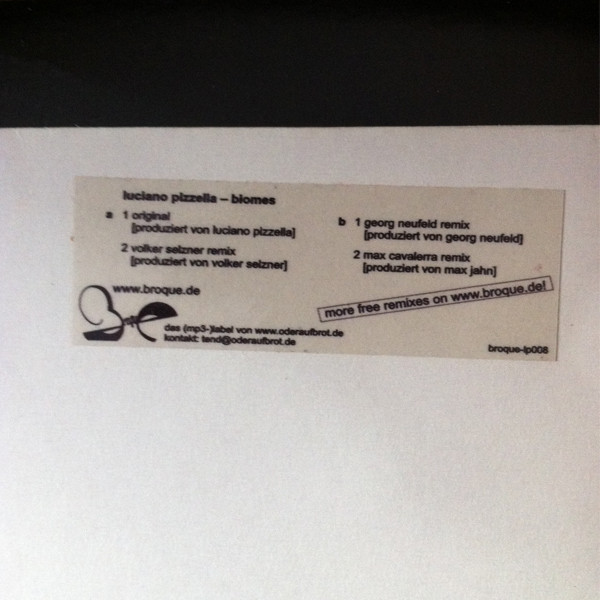 luciano pizzella – biomes
a 1 original
[produziert von luciano pizzella]
2 volker selzner remix
[produziert von volker selzner]
b 1 georg neufeld remix
[produziert von georg neufeld]
2 max cavalerra remix
[produziert von max jahn]
www.broque.de
more free remixes on www.broque.de!
das (mp3-)label von www.oderaufbrot.de
kontakt: tend@oderaufbrot.de
broque-lp008